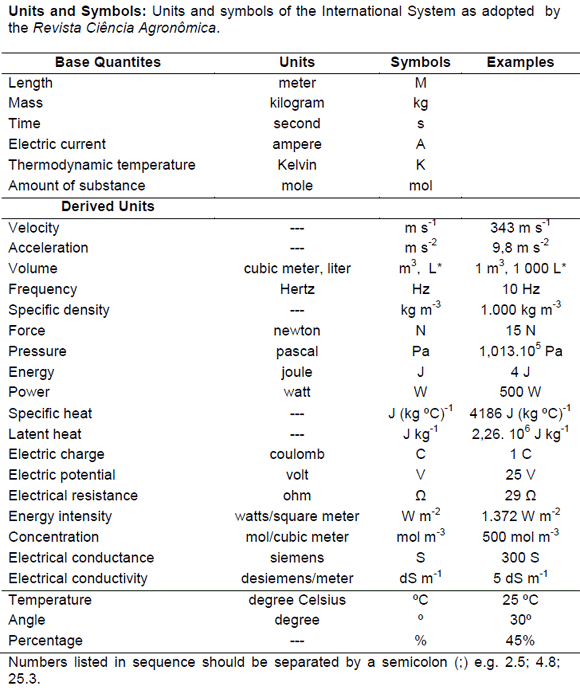 Units and Symbols: Units and symbols of the International System as adopted by
the Revista Ciência Agronômica.
Base Quantites Units Symbols Examples
Length meter M
Mass kilogram kg
Time second s
Electric current ampere A
Thermodynamic temperature Kelvin K
Amount of substance mole mol
Derived Units
Velocity --- m s⁻¹ 343 m s⁻¹
Acceleration --- m s⁻² 9,8 m s⁻²
Volume cubic meter, liter m³, L* 1 m³, 1 000 L*
Frequency Hertz Hz 10 Hz
Specific density --- kg m⁻³ 1.000 kg m⁻³
Force newton N 15 N
Pressure pascal Pa 1,013.10⁵ Pa
Energy joule J 4 J
Power watt W 500 W
Specific heat --- J (kg ºC)⁻¹ 4186 J (kg ºC)⁻¹
Latent heat --- J kg⁻¹ 2,26. 10⁶ J kg⁻¹
Electric charge coulomb C 1 C
Electric potential volt V 25 V
Electrical resistance ohm Ω 29 Ω
Energy intensity watts/square meter W m⁻² 1.372 W m⁻²
Concentration mol/cubic meter mol m⁻³ 500 mol m⁻³
Electrical conductance siemens S 300 S
Electrical conductivity desiemens/meter dS m⁻¹ 5 dS m⁻¹
Temperature degree Celsius ºC 25 ºC
Angle degree º 30º
Percentage --- % 45%
Numbers listed in sequence should be separated by a semicolon (;) e.g. 2.5; 4.8;
25.3.